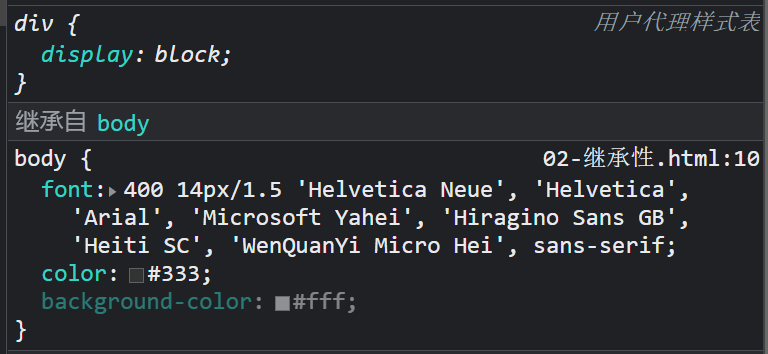 div {
用户代理样式表
display: block;
}
继承自 body
body {
02-继承性.html:10
font: 400 14px/1.5 'Helvetica Neue', 'Helvetica',
'Arial', 'Microsoft Yahei', 'Hiragino Sans GB',
'Heiti SC', 'WenQuanYi Micro Hei', sans-serif;
color: #333;
background-color: #fff;
}